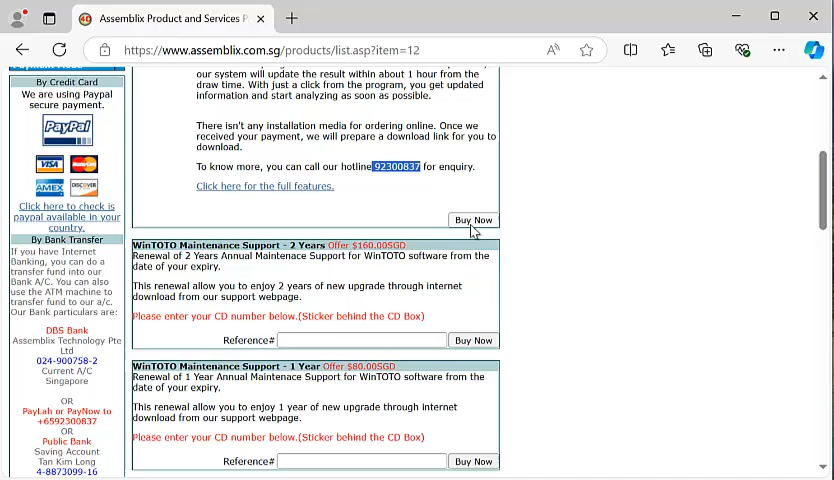 Assemblix Product and Services P
https://www.assemblix.com.sg/products/list.asp?item=12
By Credit Card
We are using Paypal
secure payment.
PayPal
VISA
MasterCard
AMEX
DISCOVER
Click here to check is
paypal available in your
country.
By Bank Transfer
If you have Internet
Banking, you can do a
transfer fund into our
Bank A/C. You can also
use the ATM machine to
transfer fund to our a/c.
Our Bank particulars are:
DBS Bank
Assemblix Technology Pte
Ltd
024-900758-2
Current A/C
Singapore
OR
PayLah or PayNow to
+6592300837
OR
Public Bank
Saving Account
Tan Kim Long
4-8873099-16
our system will update the result within about 1 hour from the
draw time. With just a click from the program, you get updated
information and start analyzing as soon as possible.
There isn't any installation media for ordering online. Once we
received your payment, we will prepare a download link for you to
download.
To know more, you can call our hotline 92300837 for enquiry.
Click here for the full features.
Buy Now
WinTOTO Maintenance Support - 2 Years Offer $160.00SGD
Renewal of 2 Years Annual Maintenace Support for WinTOTO software from the
date of your expiry.
This renewal allow you to enjoy 2 years of new upgrade through internet
download from our support webpage.
Please enter your CD number below.(Sticker behind the CD Box)
Reference#
Buy Now
WinTOTO Maintenance Support - 1 Year Offer $80.00SGD
Renewal of 1 Year Annual Maintenace Support for WinTOTO software from the
date of your expiry.
This renewal allow you to enjoy 1 year of new upgrade through internet
download from our support webpage.
Please enter your CD number below.(Sticker behind the CD Box)
Reference#
Buy Now